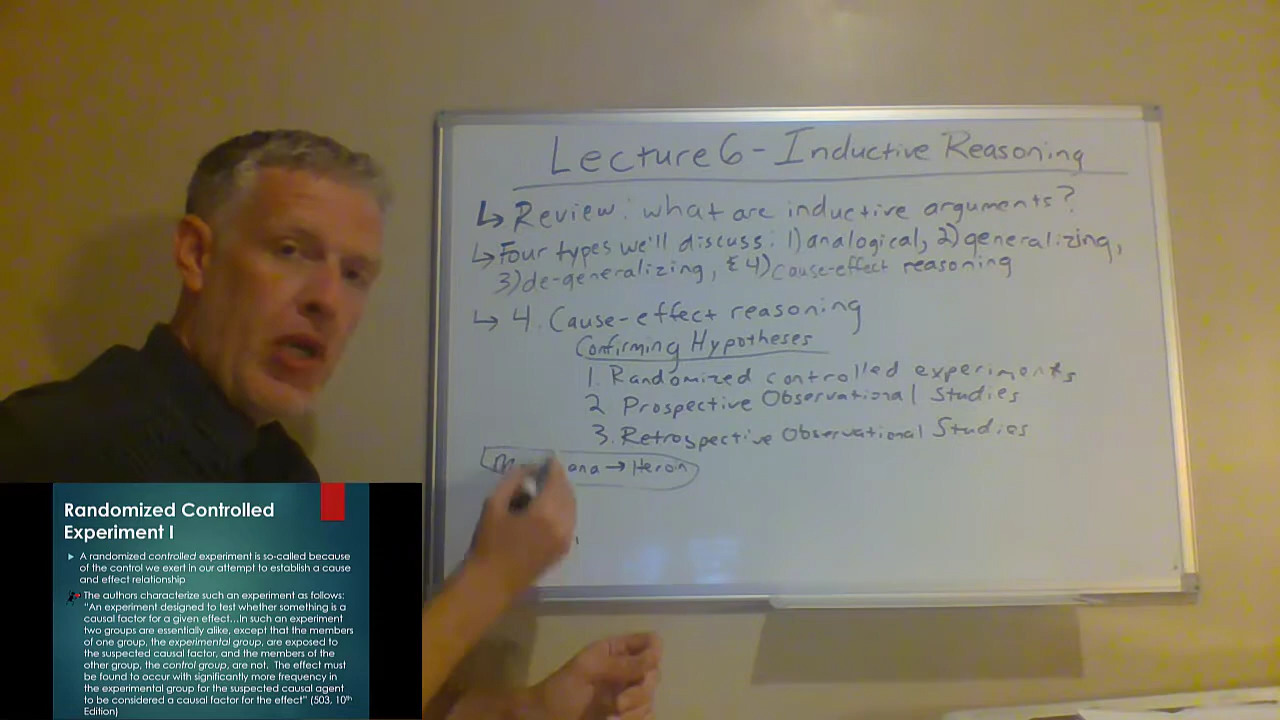 Lecture 6 - Inductive Reasoning
↳ Review: what are inductive arguments?
↳ Four types we'll discuss: 1) analogical, 2) generalizing,
3) de-generalizing, & 4) cause-effect reasoning
↳ 4. Cause-effect reasoning
Confirming Hypotheses
1. Randomized controlled experiments
2 Prospective Observational Studies
3. Retrospective Observational Studies
→ Heroin
Randomized Controlled
Experiment I
A randomized controlled experiment is so-called because
of the control we exert in our attempt to establish a cause
and effect relationship
The authors characterize such an experiment as follows:
"An experiment designed to test whether something is a
causal factor for a given effect...In such an experiment
two groups are essentially alike, except that the members
of one group, the experimental group, are exposed to
the suspected causal factor, and the members of the
other group, the control group, are not. The effect must
be found to occur with significantly more frequency in
the experimental group for the suspected causal agent
to be considered a causal factor for the effect" (503, 10th
Edition)